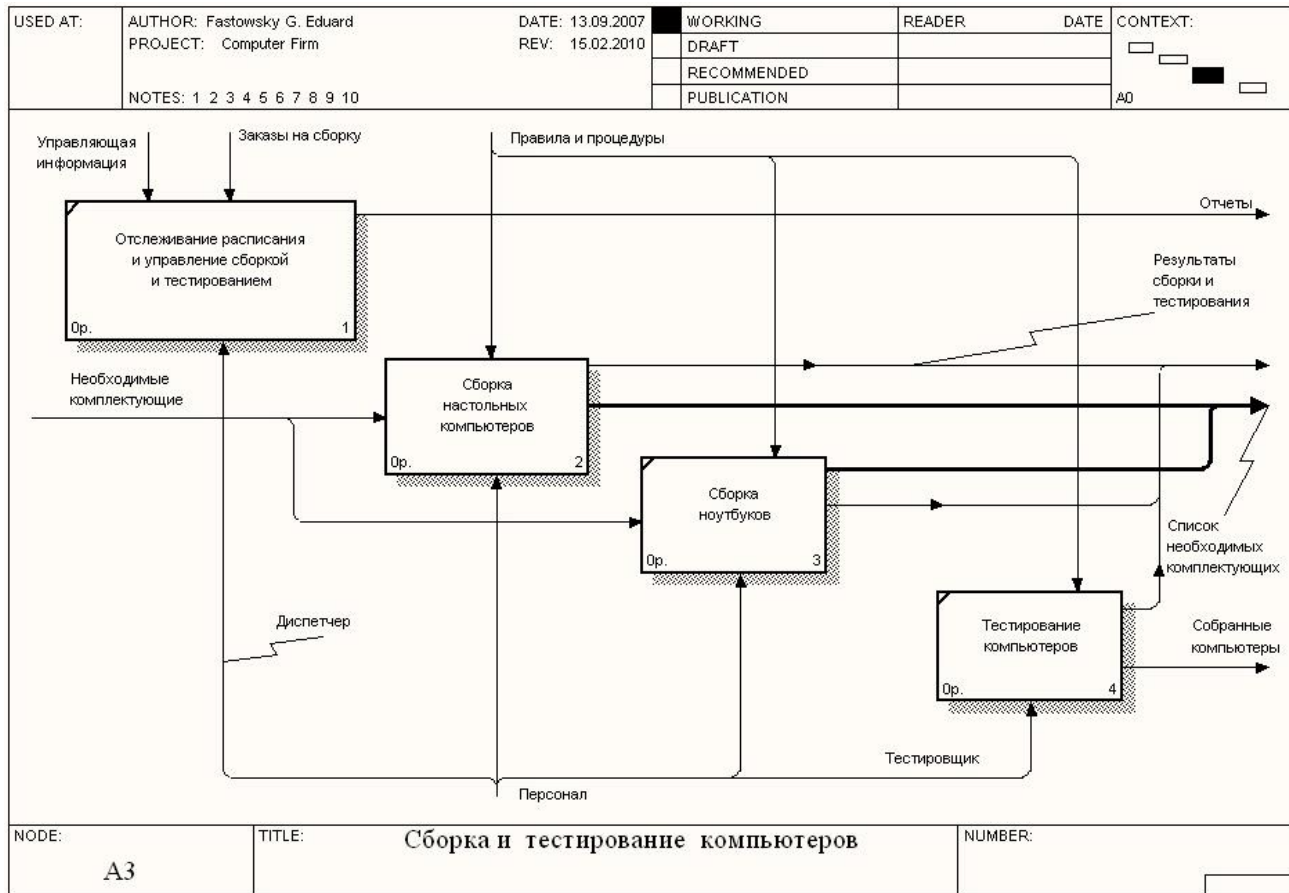 USED AT:
AUTHOR: Fastowsky G. Eduard
DATE: 13.09.2007
PROJECT: Computer Firm
REV: 15.02.2010
NOTES: 1 2 3 4 5 6 7 8 9 10
WORKING
DRAFT
RECOMMENDED
PUBLICATION
READER
DATE
CONTEXT:
A0
Управляющая
информация
Заказы на сборку
Правила и процедуры
Отчеты
Отслеживание расписания
и управление сборкой
и тестированием
0р.
1
Результаты
сборки и
тестирования
Необходимые
комплектующие
Сборка
настольных
компьютеров
0р.
2
Сборка
ноутбуков
0р.
3
Список
необходимых
комплектующих
Диспетчер
Тестирование
компьютеров
0р.
4
Собранные
компьютеры
Тестировщик
Персонал
NODE:
A3
TITLE:
Сборка и тестирование компьютеров
NUMBER: